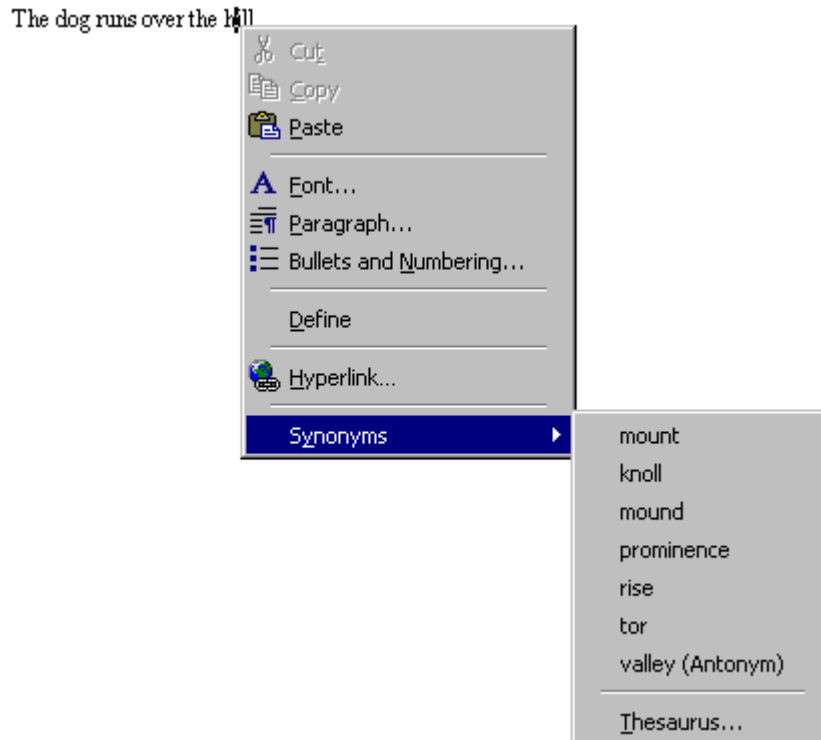 The dog runs over the hill
Cut
Copy
Paste
Font...
Paragraph...
Bullets and Numbering...
Define
Hyperlink...
Synonyms
mount
knoll
mound
prominence
rise
tor
valley (Antonym)
Thesaurus...